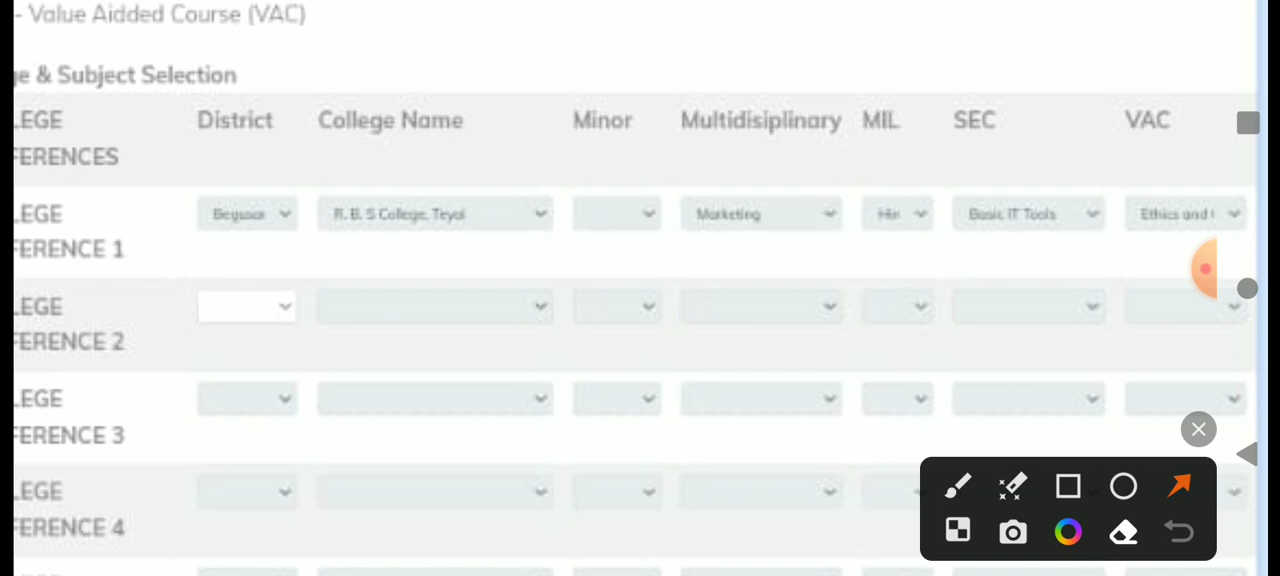 - Value Aidded Course (VAC)
ge & Subject Selection
LEGE FERENCES District College Name Minor Multidisiplinary MIL SEC VAC
LEGE FERENCE 1 Begusar R. B. S College, Teyai Marketing Hin Basic IT Tools Ethics and
LEGE FERENCE 2
LEGE FERENCE 3
LEGE FERENCE 4